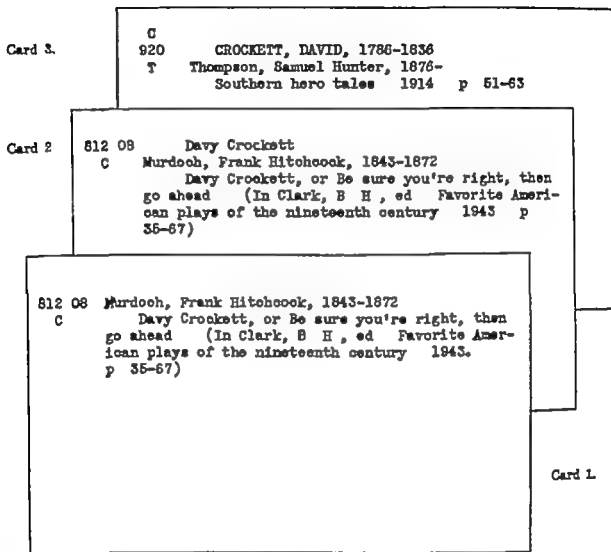 Card 3.
C
920 CROCKETT, DAVID, 1786-1836
T Thompson, Samuel Hunter, 1876-
Southern hero tales 1914 p 51-63
Card 2
812 08 Davy Crockett
C Murdoch, Frank Hitchcock, 1843-1872
Davy Crockett, or Be sure you're right, then
go ahead (In Clark, B H , ed Favorite Ameri-
can plays of the nineteenth century 1943 p
35-67)
812 08 Murdoch, Frank Hitchcock, 1843-1872
C Davy Crockett, or Be sure you're right, then
go ahead (In Clark, B H , ed Favorite Amer-
ican plays of the nineteenth century 1943.
p 35-67)
Card 1.